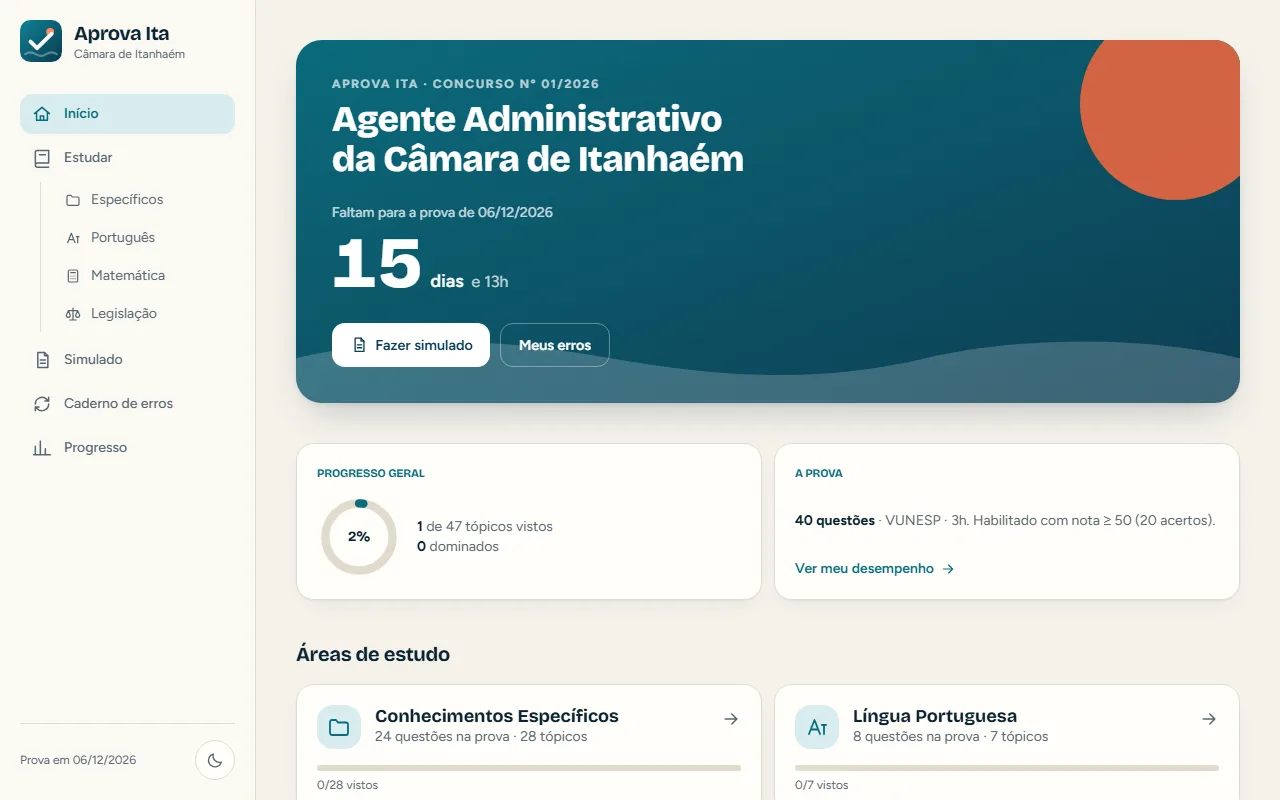 Aprova Ita
Câmara de Itanhaém
Início
Estudar
Específicos
Português
Matemática
Legislação
Simulado
Caderno de erros
Progresso
Prova em 06/12/2026
APROVA ITA · CONCURSO Nº 01/2026
Agente Administrativo
da Câmara de Itanhaém
Faltam para a prova de 06/12/2026
15 dias e 13h
Fazer simulado
Meus erros
PROGRESSO GERAL
2%
1 de 47 tópicos vistos
0 dominados
A PROVA
40 questões · VUNESP · 3h. Habilitado com nota ≥ 50 (20 acertos).
Ver meu desempenho →
Áreas de estudo
Conhecimentos Específicos
24 questões na prova · 28 tópicos
0/28 vistos
Língua Portuguesa
8 questões na prova · 7 tópicos
0/7 vistos